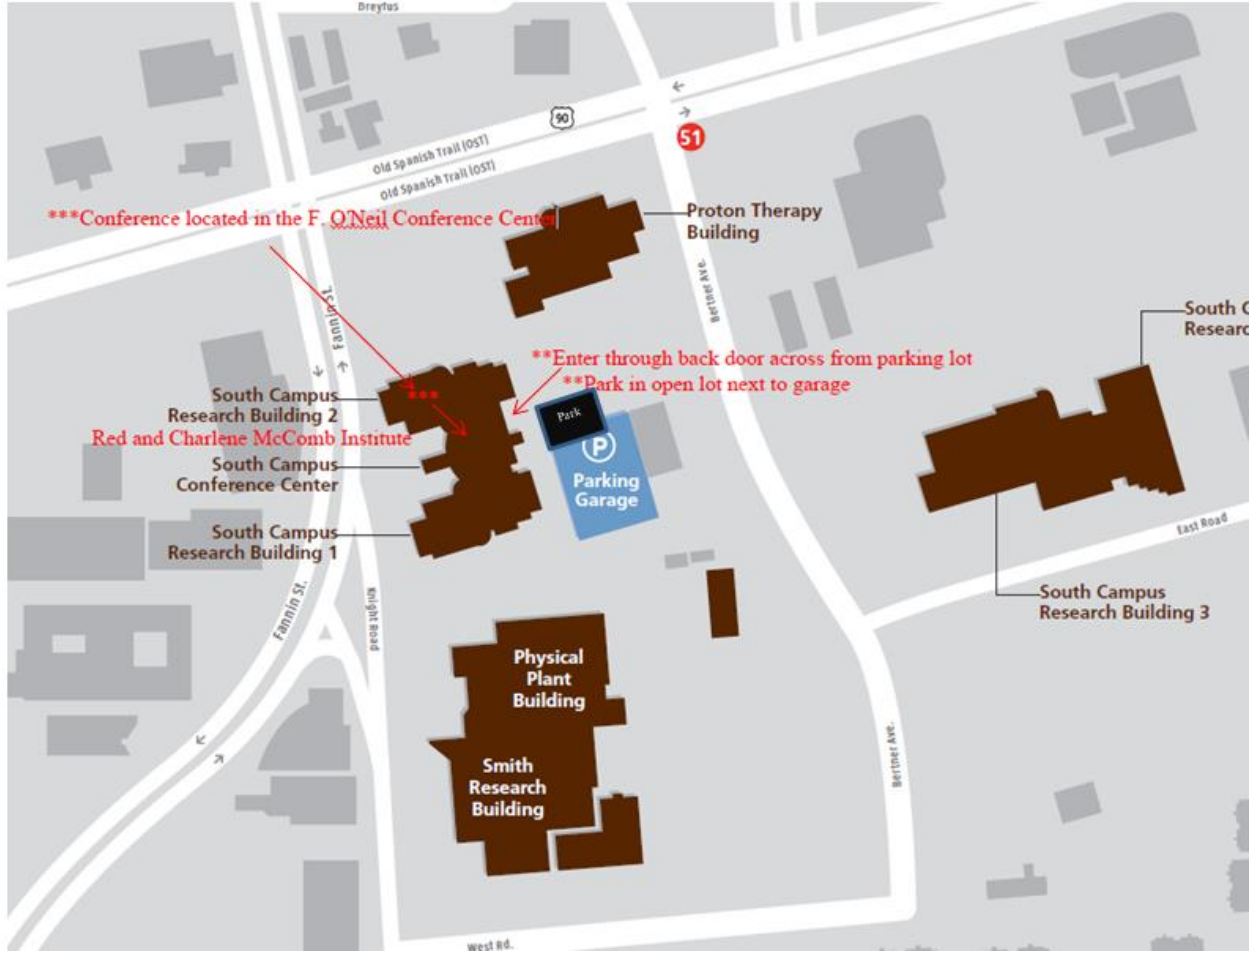 Dreyfus
90
51
Old Spanish Trail (OST)
Old Spanish Trail (OST)
***Conference located in the F. O'Neil Conference Center
Proton Therapy
Building
Fannin St.
Bertner Ave.
South
Resear
**Enter through back door across from parking lot
**Park in open lot next to garage
South Campus
Research Building 2
***
Park
Red and Charlene McComb Institute
P
Parking
Garage
South Campus
Conference Center
South Campus
Research Building 1
East Road
Fannin St.
Knight Road
South Campus
Research Building 3
Physical
Plant
Building
Smith
Research
Building
Bertner Ave.
West Rd.